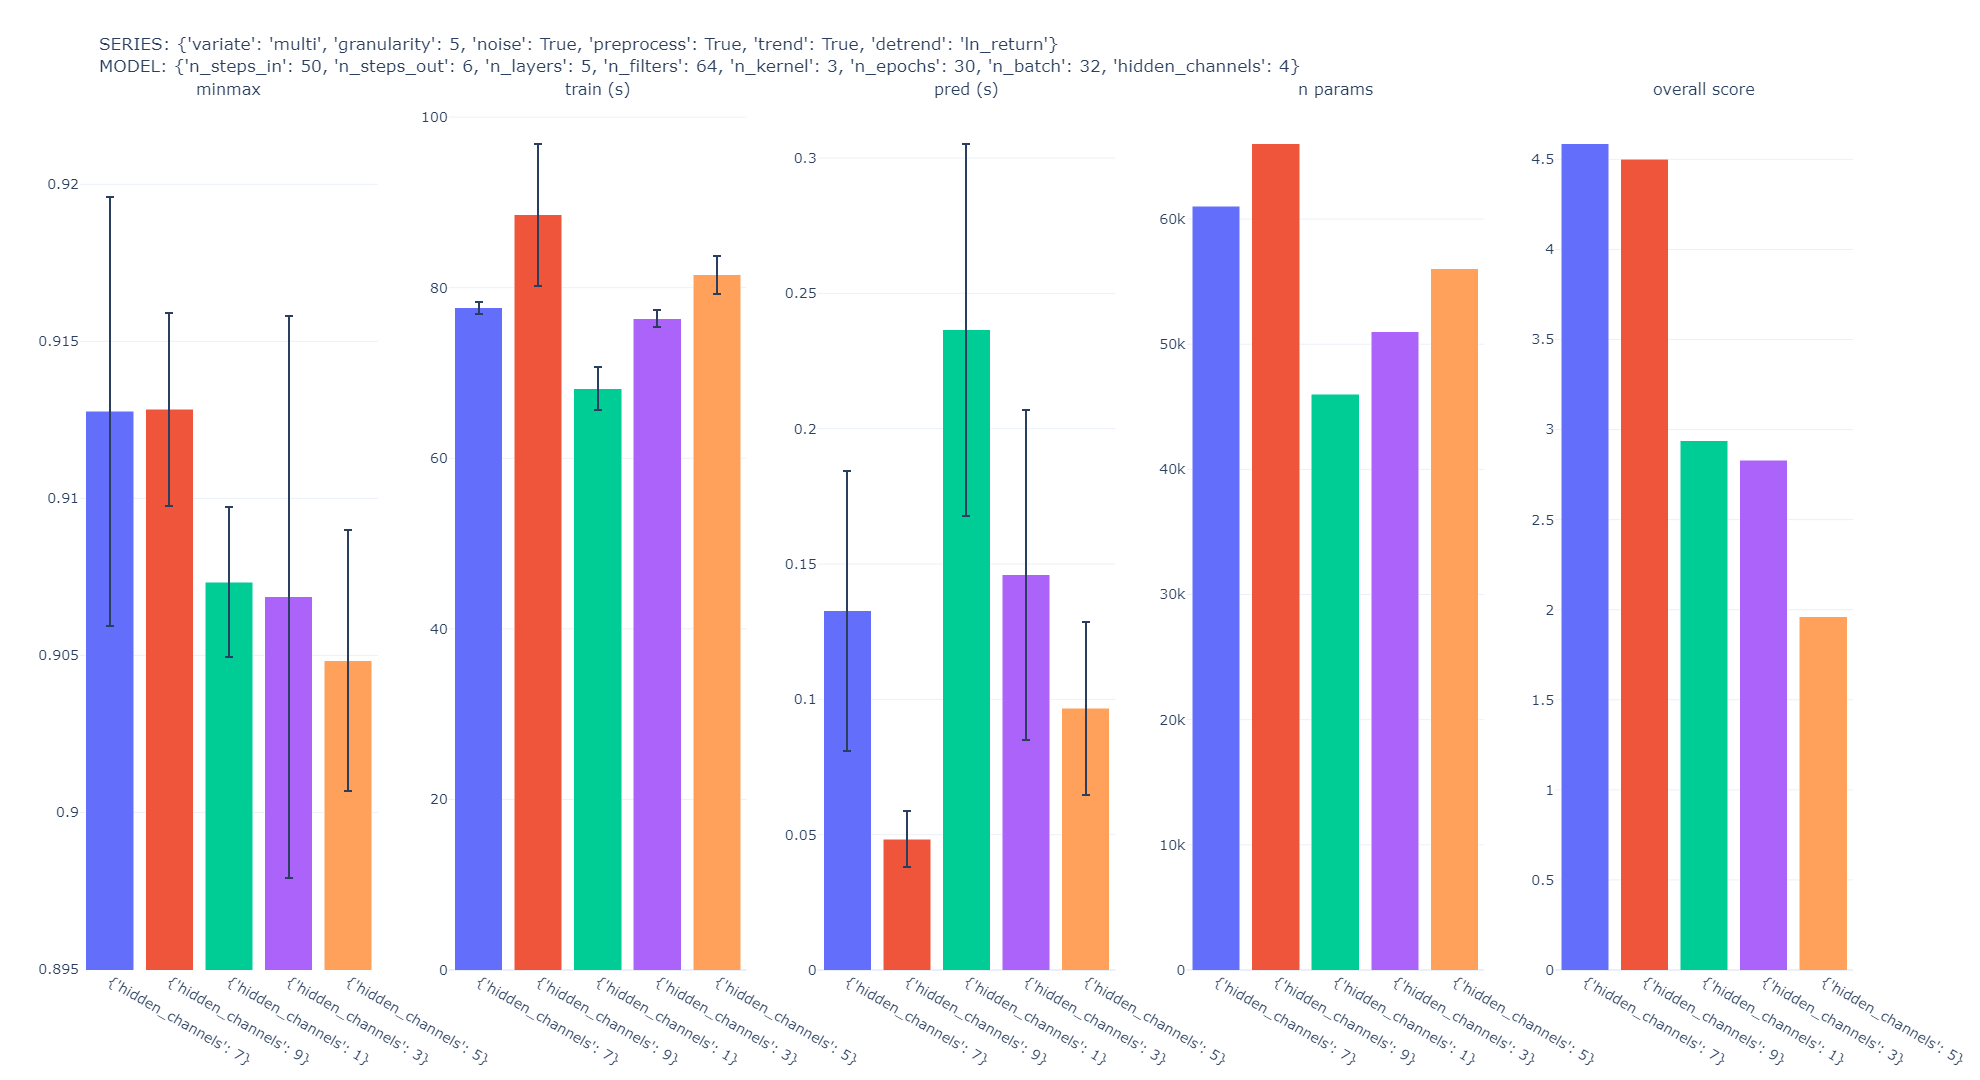 SERIES: {'variate': 'multi', 'granularity': 5, 'noise': True, 'preprocess': True, 'trend': True, 'detrend': 'ln_return'}
MODEL: {'n_steps_in': 50, 'n_steps_out': 6, 'n_layers': 5, 'n_filters': 64, 'n_kernel': 3, 'n_epochs': 30, 'n_batch': 32, 'hidden_channels': 4}
minmax
0.92
0.915
0.91
0.905
0.9
0.895
{'hidden_channels': 7}
{'hidden_channels': 9}
{'hidden_channels': 1}
{'hidden_channels': 3}
{'hidden_channels': 5}
train (s)
100
80
60
40
20
0
{'hidden_channels': 7}
{'hidden_channels': 9}
{'hidden_channels': 1}
{'hidden_channels': 3}
{'hidden_channels': 5}
pred (s)
0.3
0.25
0.2
0.15
0.1
0.05
0
{'hidden_channels': 7}
{'hidden_channels': 9}
{'hidden_channels': 1}
{'hidden_channels': 3}
{'hidden_channels': 5}
n params
60k
50k
40k
30k
20k
10k
0
{'hidden_channels': 7}
{'hidden_channels': 9}
{'hidden_channels': 1}
{'hidden_channels': 3}
{'hidden_channels': 5}
overall score
4.5
4
3.5
3
2.5
2
1.5
1
0.5
0
{'hidden_channels': 7}
{'hidden_channels': 9}
{'hidden_channels': 1}
{'hidden_channels': 3}
{'hidden_channels': 5}